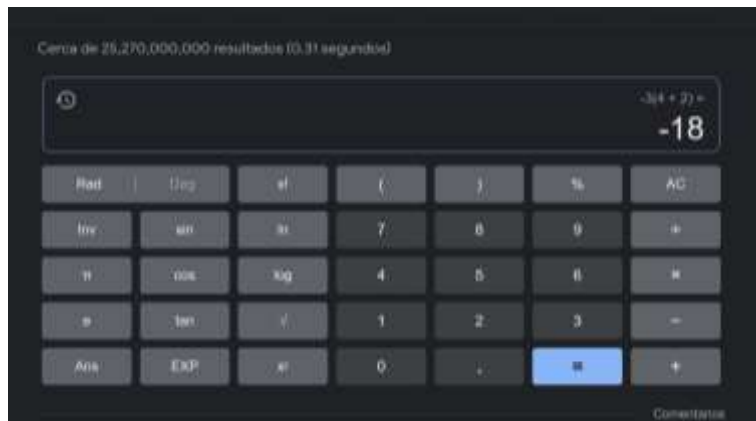 Cerca de 25,270,000,000 resultados (0.31 segundos)
-3(4 + 2) =
-18
Rad | Deg x! ( ) % AC
Inv sin ln 7 8 9 ÷
π cos log 4 5 6 ×
e tan √ 1 2 3 −
Ans EXP xʸ 0 . = +
Comentarios